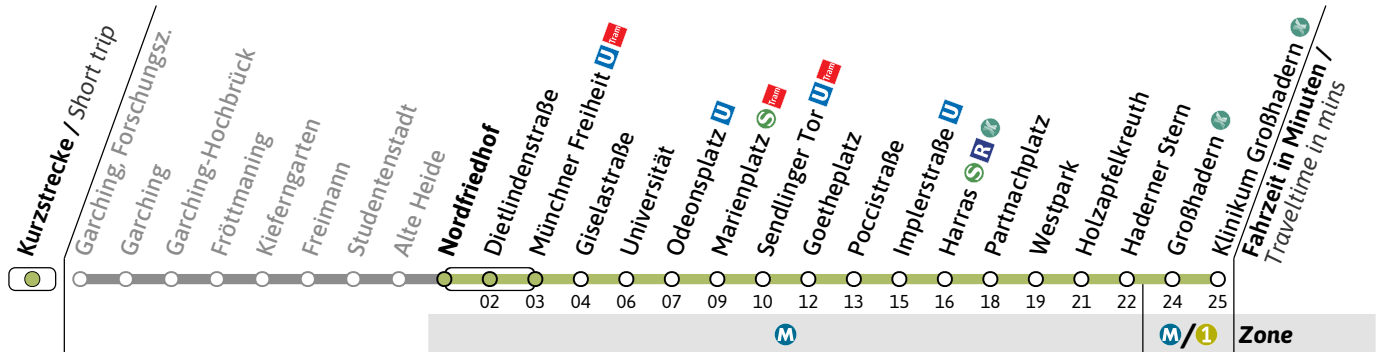 Kurzstrecke / Short trip
Garching, Forschungsz.
Garching
Garching-Hochbrück
Fröttmaning
Kieferngarten
Freimann
Studentenstadt
Alte Heide
Nordfriedhof
Dietlindenstraße
Münchner Freiheit U Tram
Giselastraße
Universität
Odeonsplatz U
Marienplatz S Tram
Sendlinger Tor U Tram
Goetheplatz
Poccistraße
Implerstraße U
Harras S R X
Partnachplatz
Westpark
Holzapfelkreuth
Haderner Stern
Großhadern X
Klinikum Großhadern X
Fahrzeit in Minuten /
Traveltime in mins
02 03 04 06 07 09 10 12 13 15 16 18 19 21 22 24 25
M M/1 Zone